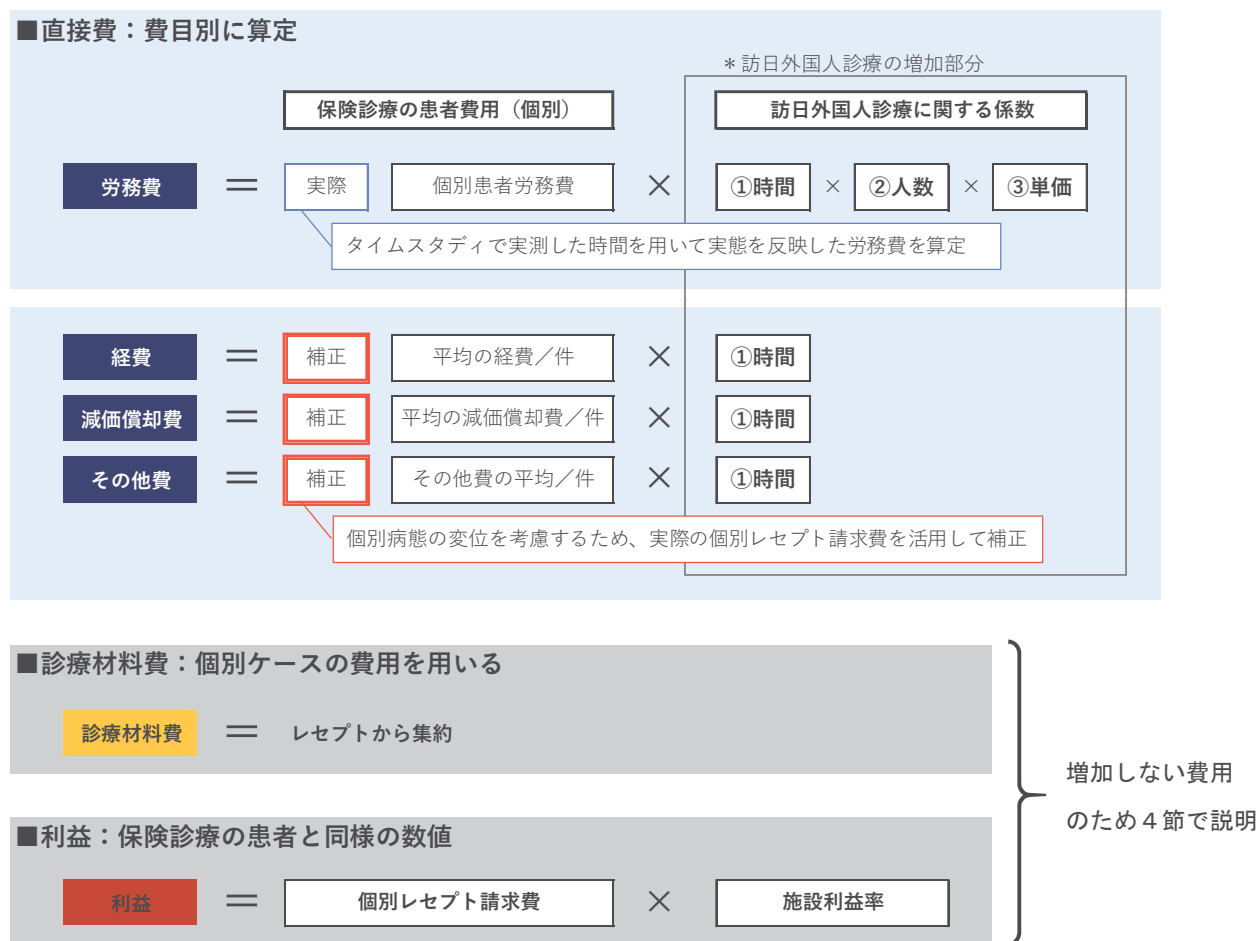 ■直接費：費目別に算定
＊訪日外国人診療の増加部分
保険診療の患者費用（個別） 訪日外国人診療に関する係数
労務費 ＝ 実際 個別患者労務費 × ①時間 × ②人数 × ③単価
タイムスタディで実測した時間を用いて実態を反映した労務費を算定
経費 ＝ 補正 平均の経費／件 × ①時間
減価償却費 ＝ 補正 平均の減価償却費／件 × ①時間
その他費 ＝ 補正 その他費の平均／件 × ①時間
個別病態の変位を考慮するため、実際の個別レセプト請求費を活用して補正
■診療材料費：個別ケースの費用を用いる
診療材料費 ＝ レセプトから集約
増加しない費用
のため４節で説明
■利益：保険診療の患者と同様の数値
利益 ＝ 個別レセプト請求費 × 施設利益率